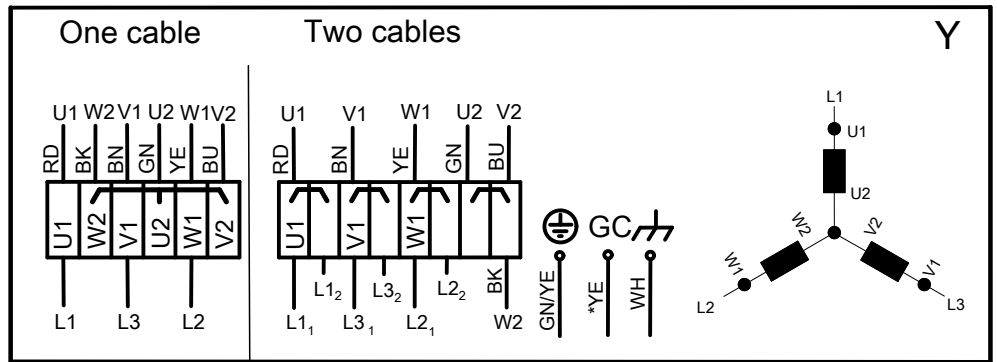 One cable
Two cables
Y
U1 W2 V1 U2 W1 V2
RD BK BN GN YE BU
U1 W2 V1 U2 W1 V2
L1 L3 L2
U1 V1 W1 U2 V2
RD BN YE GN BU
U1 V1 W1
L1₂ L3₂ L2₂ BK
L1₁ L3₁ L2₁ W2
GC
GN/YE *YE WH
L1
U1
U2
W2 V2
W1 V1
L2 L3